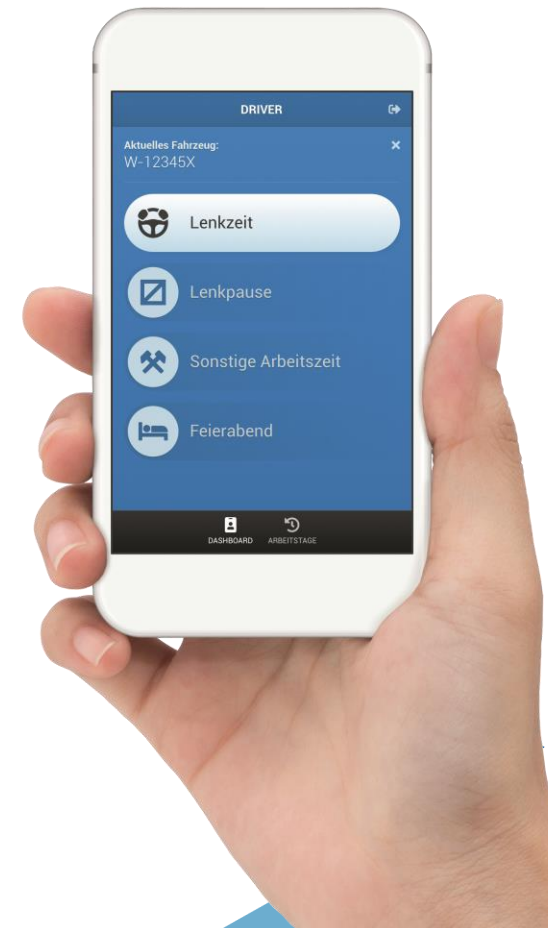 DRIVER
Aktuelles Fahrzeug:
W-12345X
Lenkzeit
Lenkpause
Sonstige Arbeitszeit
Feierabend
DASHBOARD ARBEITSTAGE